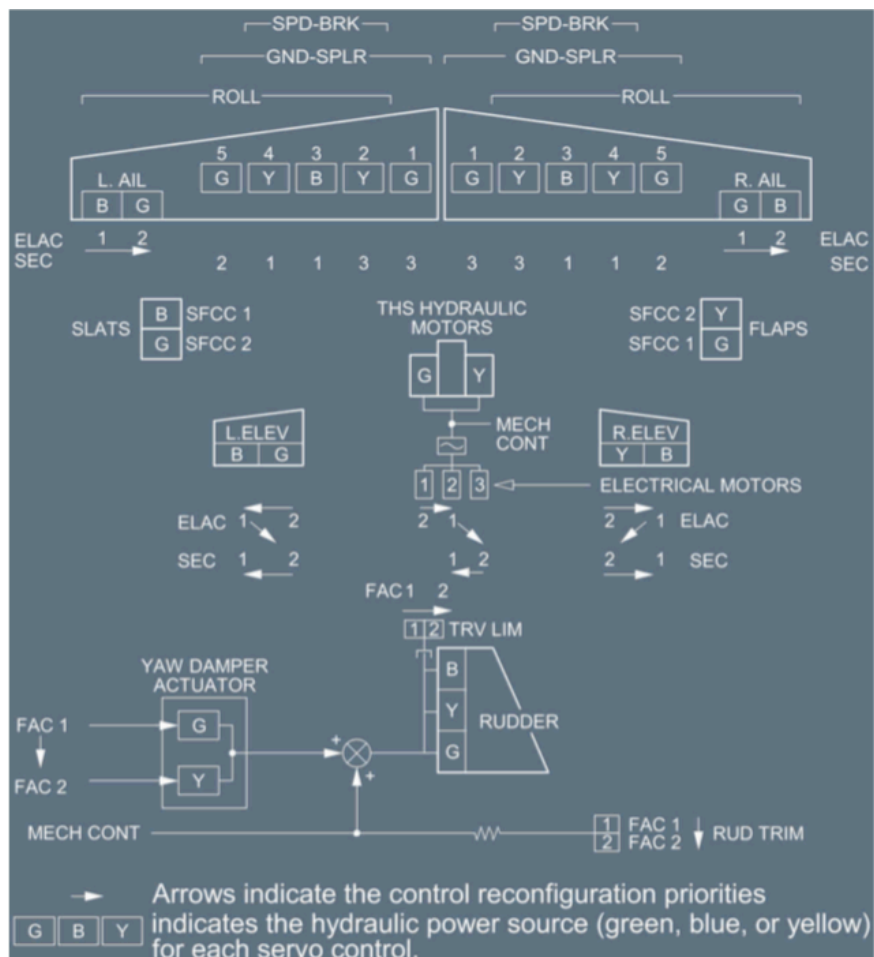 SPD-BRK SPD-BRK
GND-SPLR GND-SPLR
ROLL ROLL
5 4 3 2 1 1 2 3 4 5
G Y B Y G G Y B Y G
L. AIL R. AIL
B G G B
ELAC 1 2 1 2 ELAC
SEC 2 1 1 3 3 3 3 1 1 2 SEC
THS HYDRAULIC
MOTORS
SLATS B SFCC 1 SFCC 2 Y FLAPS
G SFCC 2 SFCC 1 G
G Y
MECH
CONT
L.ELEV R.ELEV
B G Y B
1 2 3 ELECTRICAL MOTORS
ELAC 1 2 2 1 2 1 ELAC
SEC 1 2 1 2 2 1 SEC
FAC 1 2
1 2 TRV LIM
YAW DAMPER
ACTUATOR
B
Y RUDDER
G
FAC 1 G
FAC 2 Y
+
+
MECH CONT
1 FAC 1 RUD TRIM
2 FAC 2
Arrows indicate the control reconfiguration priorities
G B Y indicates the hydraulic power source (green, blue, or yellow)
for each servo control.